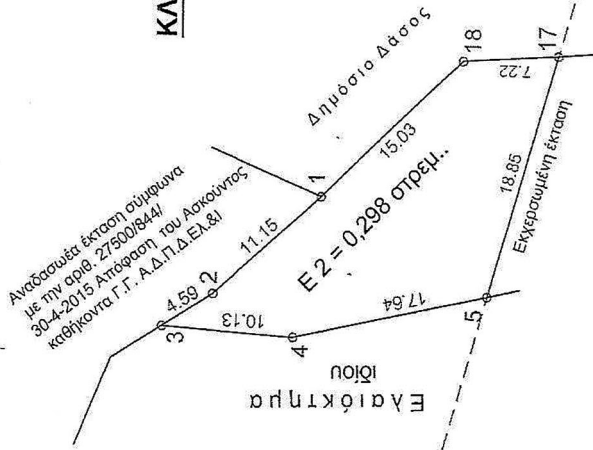 ΚΛ
Δημόσιο Δάσος
Αναδασωέα έκταση σύμφωνα
με την αριθ. 27500/844/
30-4-2015 Απόφαση του Ασκούντος
καθήκοντα Γ.Γ. Α.Δ.Π.Δ.Ελ.&Ι
18
17
7.22
15.03
1
11.15
2
4.59
3
10.13
4
17.64
5
18.85
Ε 2 = 0,298 στρεμ..
Εκχερσωμένη έκταση
Ελαιόκτημα
ιδίου